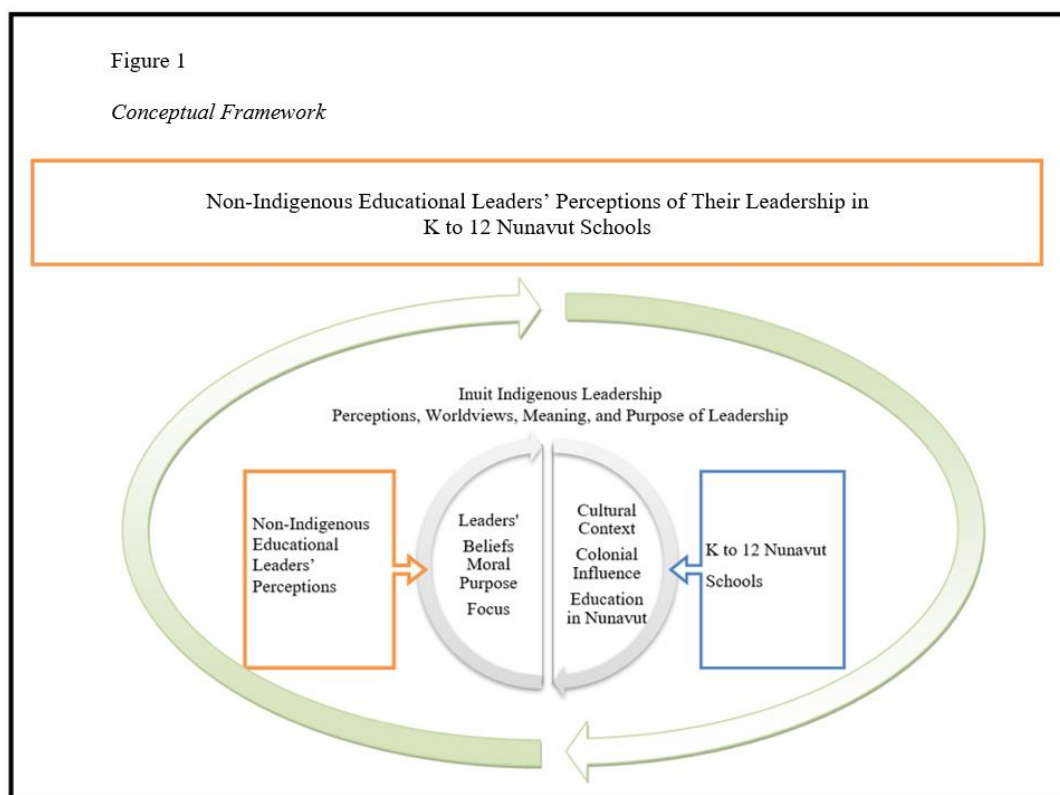 Figure 1
Conceptual Framework
Non-Indigenous Educational Leaders’ Perceptions of Their Leadership in
K to 12 Nunavut Schools
Inuit Indigenous Leadership
Perceptions, Worldviews, Meaning, and Purpose of Leadership
Non-Indigenous
Educational
Leaders’
Perceptions
Leaders'
Beliefs
Moral
Purpose
Focus
Cultural
Context
Colonial
Influence
Education
in Nunavut
K to 12 Nunavut
Schools